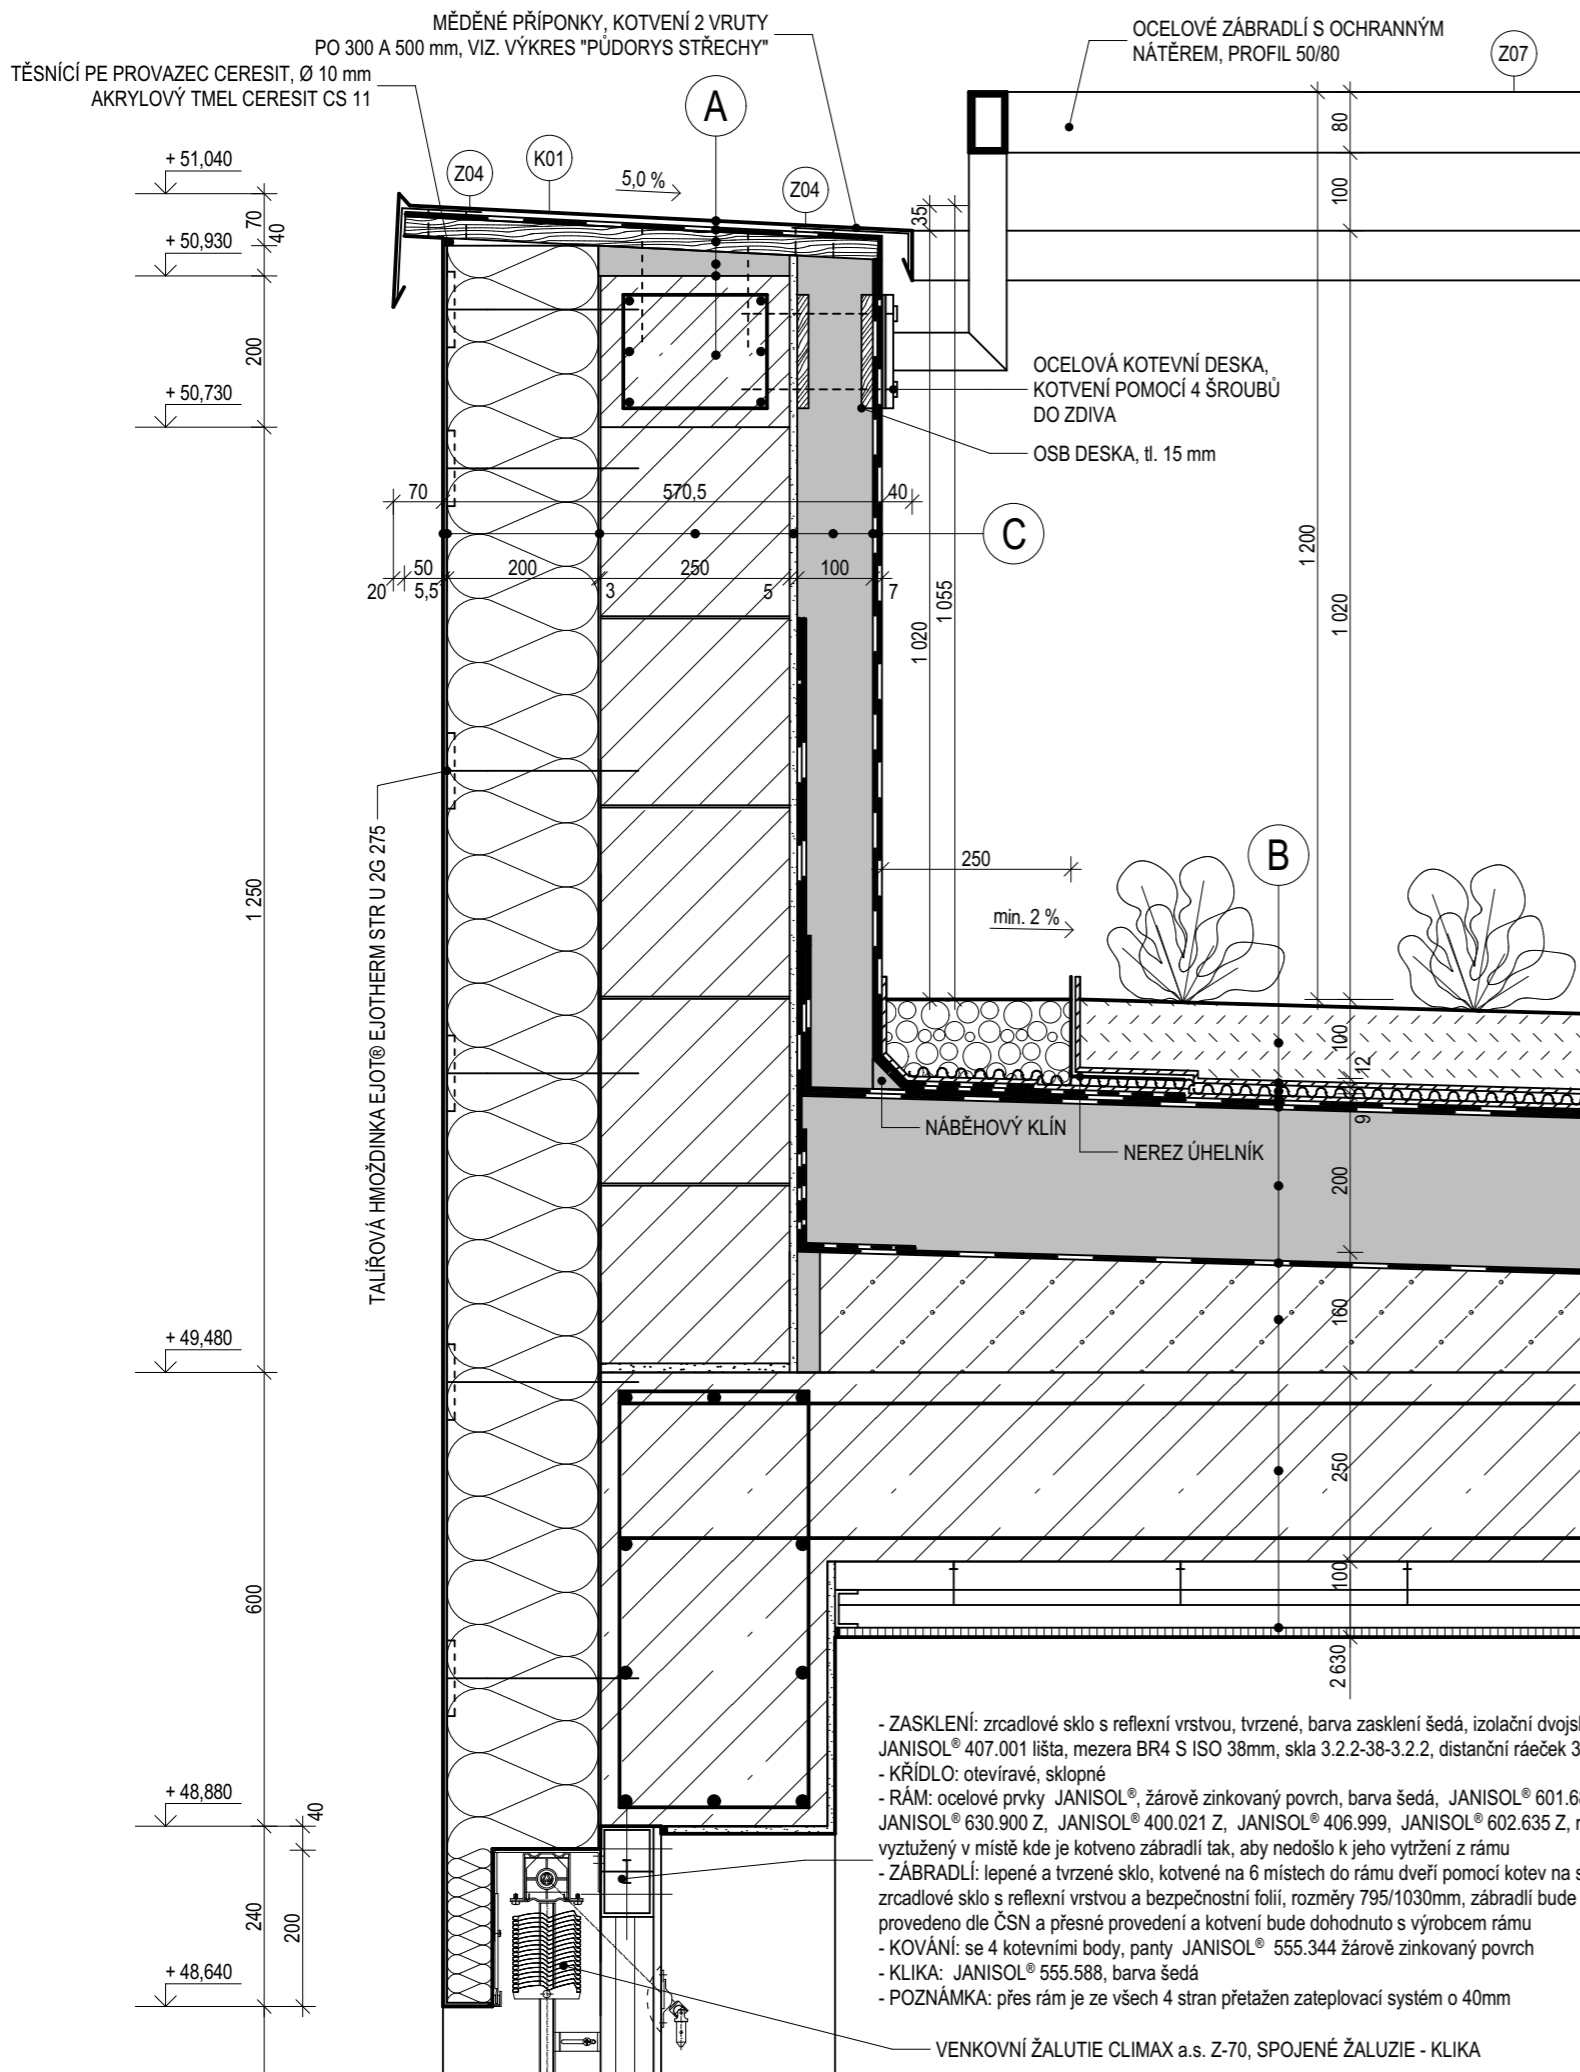 MĚDĚNÉ PŘÍPONKY, KOTVENÍ 2 VRUTY
PO 300 A 500 mm, VIZ. VÝKRES "PŮDORYS STŘECHY"
TĚSNÍCÍ PE PROVAZEC CERESIT, Ø 10 mm
AKRYLOVÝ TMEL CERESIT CS 11
OCELOVÉ ZÁBRADLÍ S OCHRANNÝM
NÁTĚREM, PROFIL 50/80
Z07
A
80
+ 51,040
Z04
K01
5,0 %
Z04
100
70
40
35
+ 50,930
200
OCELOVÁ KOTEVNÍ DESKA,
KOTVENÍ POMOCÍ 4 ŠROUBŮ
DO ZDIVA
+ 50,730
OSB DESKA, tl. 15 mm
70
570,5
40
C
1 200
50
200
250
100
20
5,5
3
5
7
1 020
1 055
1 020
TALÍŘOVÁ HMOŽDINKA EJOT® EJOTHERM STR U 2G 275
1 250
250
B
min. 2 %
100
12
9
NÁBĚHOVÝ KLÍN
NEREZ ÚHELNÍK
200
160
+ 49,480
250
600
100
2 630
- ZASKLENÍ: zrcadlové sklo s reflexní vrstvou, tvrzené, barva zasklení šedá, izolační dvojsk
JANISOL® 407.001 lišta, mezera BR4 S ISO 38mm, skla 3.2.2-38-3.2.2, distanční ráeček 3
- KŘÍDLO: otevíravé, sklopné
- RÁM: ocelové prvky JANISOL®, žárově zinkovaný povrch, barva šedá, JANISOL® 601.6
JANISOL® 630.900 Z, JANISOL® 400.021 Z, JANISOL® 406.999, JANISOL® 602.635 Z, r
vyztužený v místě kde je kotveno zábradlí tak, aby nedošlo k jeho vytržení z rámu
- ZÁBRADLÍ: lepené a tvrzené sklo, kotvené na 6 místech do rámu dveří pomocí kotev na s
zrcadlové sklo s reflexní vrstvou a bezpečnostní folií, rozměry 795/1030mm, zábradlí bude
provedeno dle ČSN a přesné provedení a kotvení bude dohodnuto s výrobcem rámu
- KOVÁNÍ: se 4 kotevními body, panty JANISOL® 555.344 žárově zinkovaný povrch
- KLIKA: JANISOL® 555.588, barva šedá
- POZNÁMKA: přes rám je ze všech 4 stran přetažen zateplovací systém o 40mm
+ 48,880
40
240
200
+ 48,640
VENKOVNÍ ŽALUTIE CLIMAX a.s. Z-70, SPOJENÉ ŽALUZIE - KLIKA